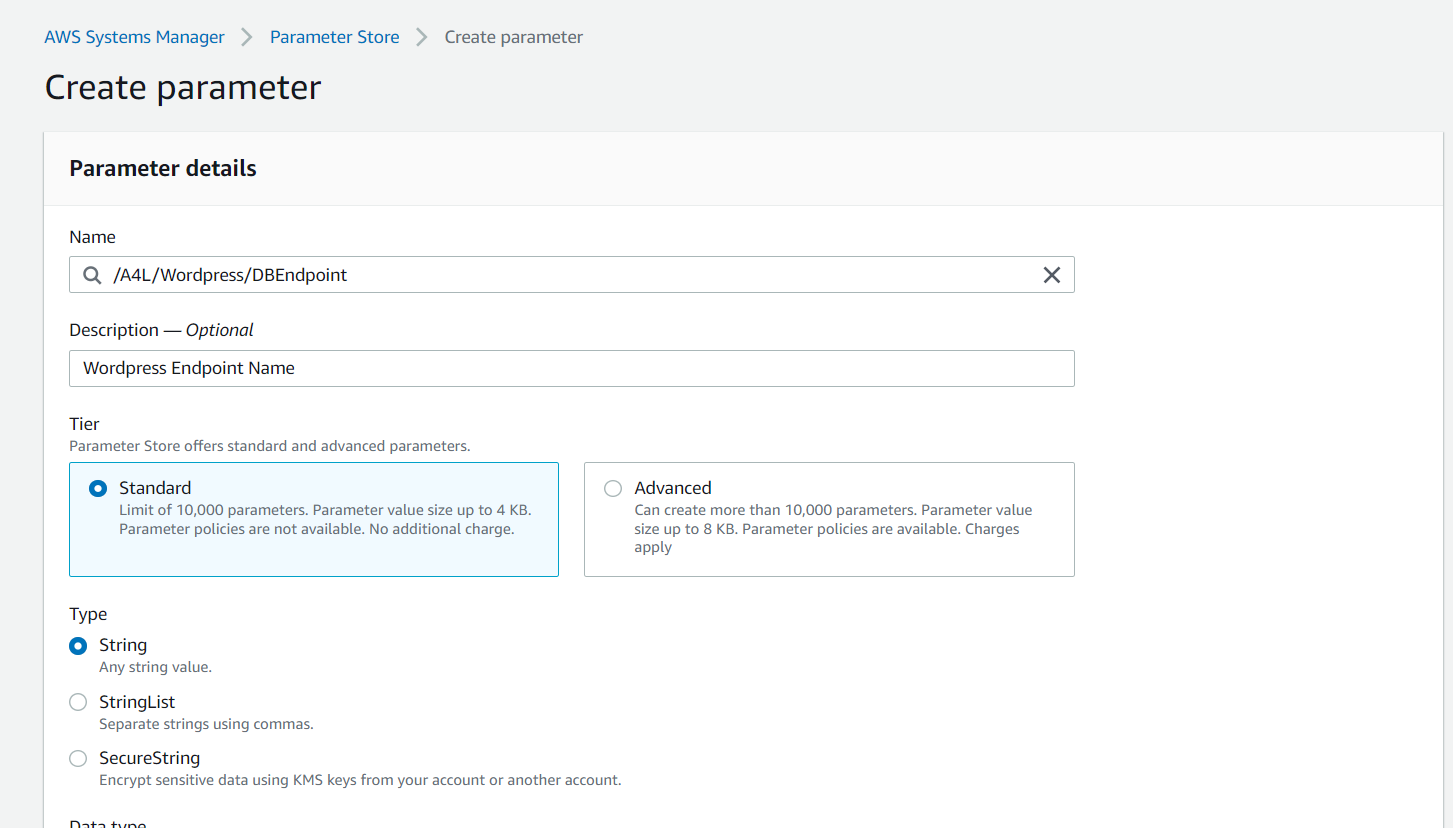 AWS Systems Manager > Parameter Store > Create parameter
Create parameter
Parameter details
Name
/A4L/Wordpress/DBEndpoint
Description — Optional
Wordpress Endpoint Name
Tier
Parameter Store offers standard and advanced parameters.
Standard
Limit of 10,000 parameters. Parameter value size up to 4 KB.
Parameter policies are not available. No additional charge.
Advanced
Can create more than 10,000 parameters. Parameter value
size up to 8 KB. Parameter policies are available. Charges
apply
Type
String
Any string value.
StringList
Separate strings using commas.
SecureString
Encrypt sensitive data using KMS keys from your account or another account.
Data type